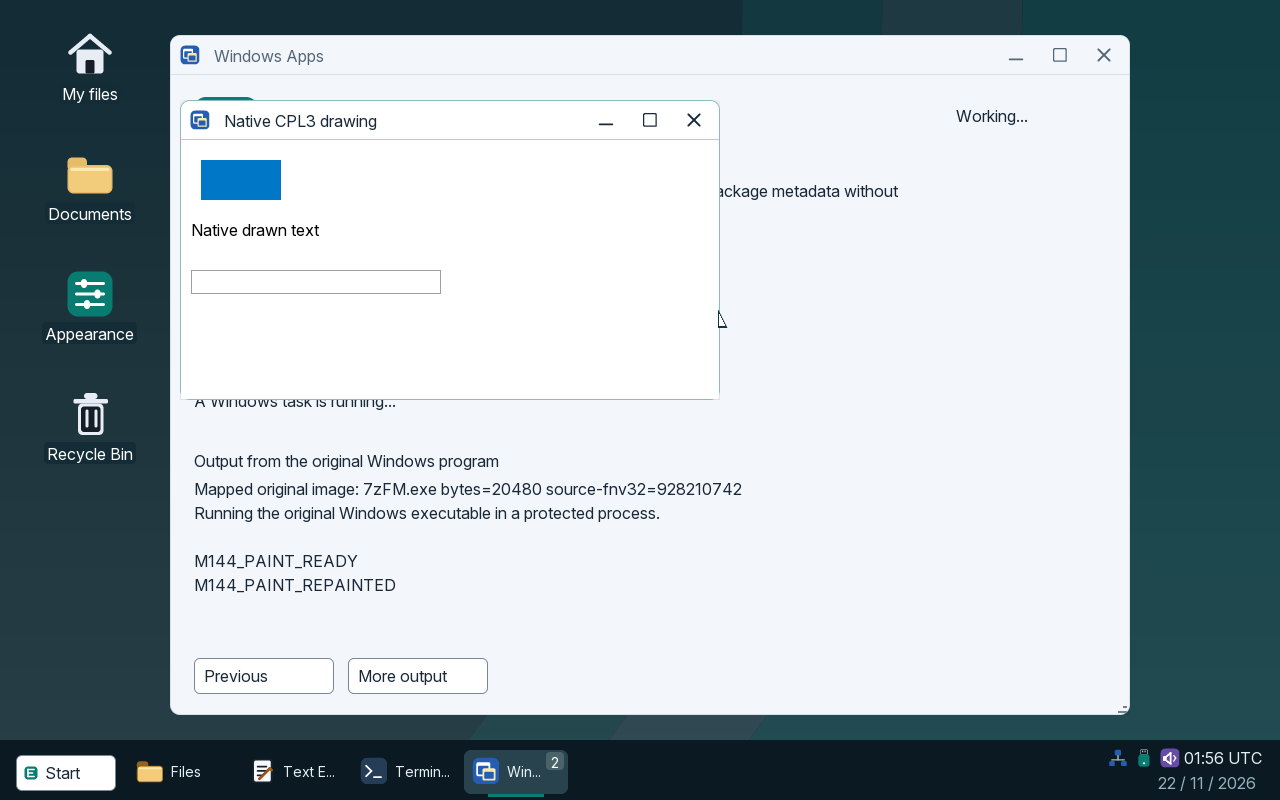 My files
Documents
Appearance
Recycle Bin
Windows Apps
Working...
Native CPL3 drawing
ackage metadata without
Native drawn text
A Windows task is running...
Output from the original Windows program
Mapped original image: 7zFM.exe bytes=20480 source-fnv32=928210742
Running the original Windows executable in a protected process.
M144_PAINT_READY
M144_PAINT_REPAINTED
Previous
More output
Start
Files
Text E...
Termin...
Win...
2
01:56 UTC
22 / 11 / 2026